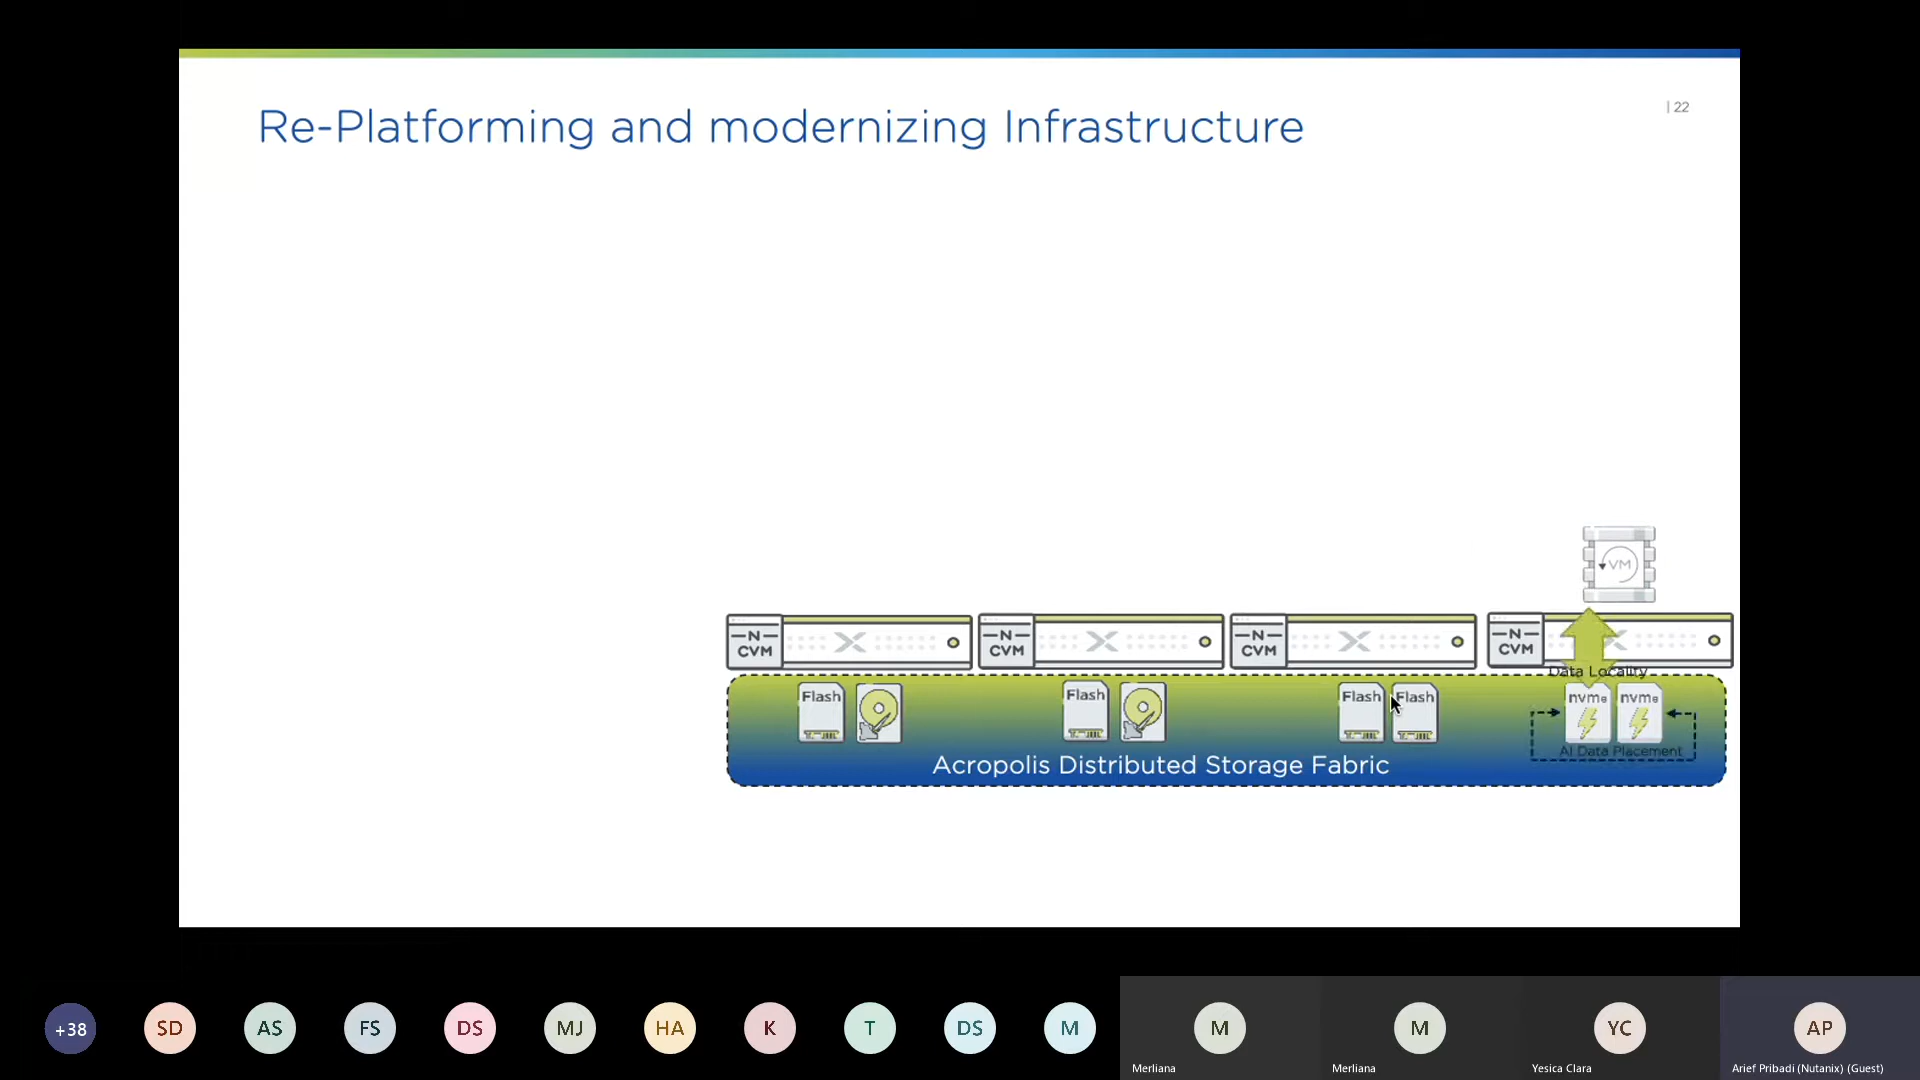 | 22
Re-Platforming and modernizing Infrastructure
VM
N CVM
N CVM
N CVM
N CVM
Data Locality
Flash
Flash
Flash
Flash
nvme
nvme
AI Data Placement
Acropolis Distributed Storage Fabric
+38
SD
AS
FS
DS
MJ
HA
K
T
DS
M
M
M
YC
AP
Merliana
Merliana
Yesica Clara
Arief Pribadi (Nutanix) (Guest)